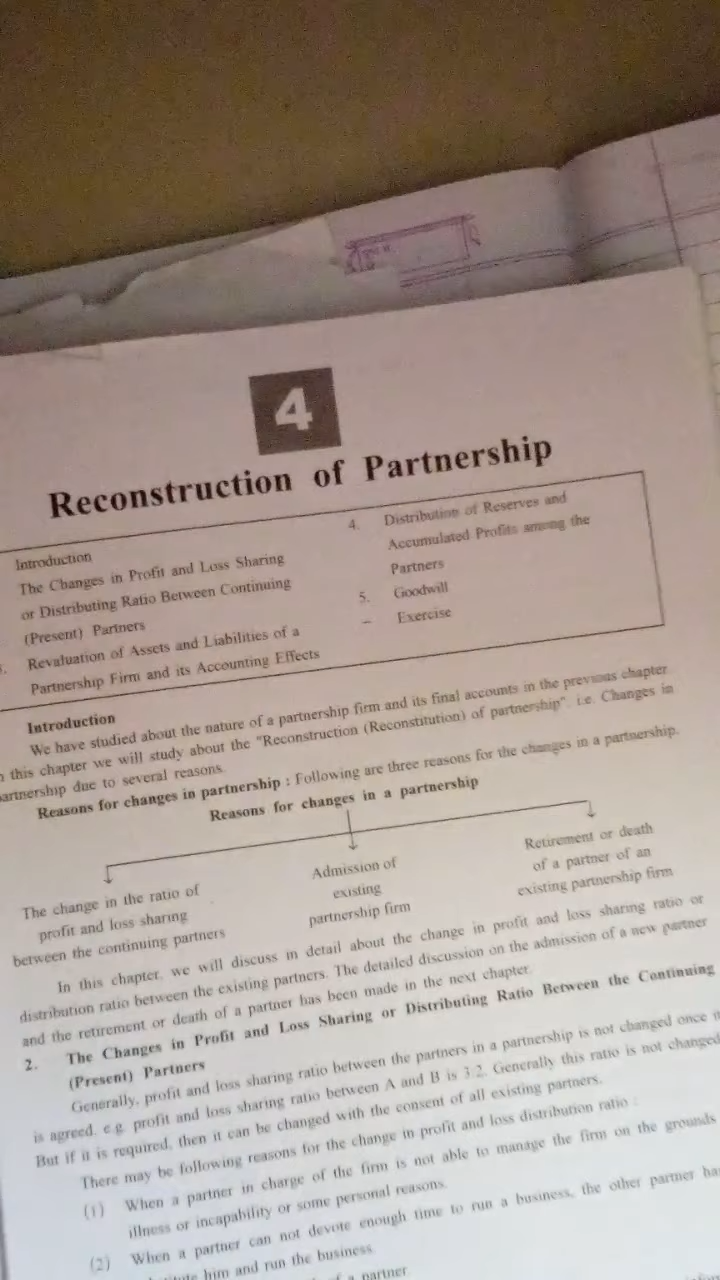 4
Reconstruction of Partnership
Introduction
The Changes in Profit and Loss Sharing
or Distributing Ratio Between Continuing
(Present) Partners
Revaluation of Assets and Liabilities of a
Partnership Firm and its Accounting Effects
4. Distribution of Reserves and
Accumulated Profits among the
Partners
5. Goodwill
– Exercise
Introduction
We have studied about the nature of a partnership firm and its final accounts in the previous chapter.
this chapter we will study about the "Reconstruction (Reconstitution) of partnership". i.e. Changes in
partnership due to several reasons.
Reasons for changes in partnership : Following are three reasons for the changes in a partnership.
Reasons for changes in a partnership
The change in the ratio of
profit and loss sharing
between the continuing partners
Admission of
existing
partnership firm
Retirement or death
of a partner of an
existing partnership firm
In this chapter, we will discuss in detail about the change in profit and loss sharing ratio or
distribution ratio between the existing partners. The detailed discussion on the admission of a new partner
and the retirement or death of a partner has been made in the next chapter.
2. The Changes in Profit and Loss Sharing or Distributing Ratio Between the Continuing
(Present) Partners
Generally, profit and loss sharing ratio between the partners in a partnership is not changed once
is agreed. e.g. profit and loss sharing ratio between A and B is 3:2. Generally this ratio is not changed
But if it is required, then it can be changed with the consent of all existing partners.
There may be following reasons for the change in profit and loss distribution ratio :
(1) When a partner in charge of the firm is not able to manage the firm on the grounds
illness or incapability or some personal reasons.
(2) When a partner can not devote enough time to run a business, the other partner
him and run the business.
a partner